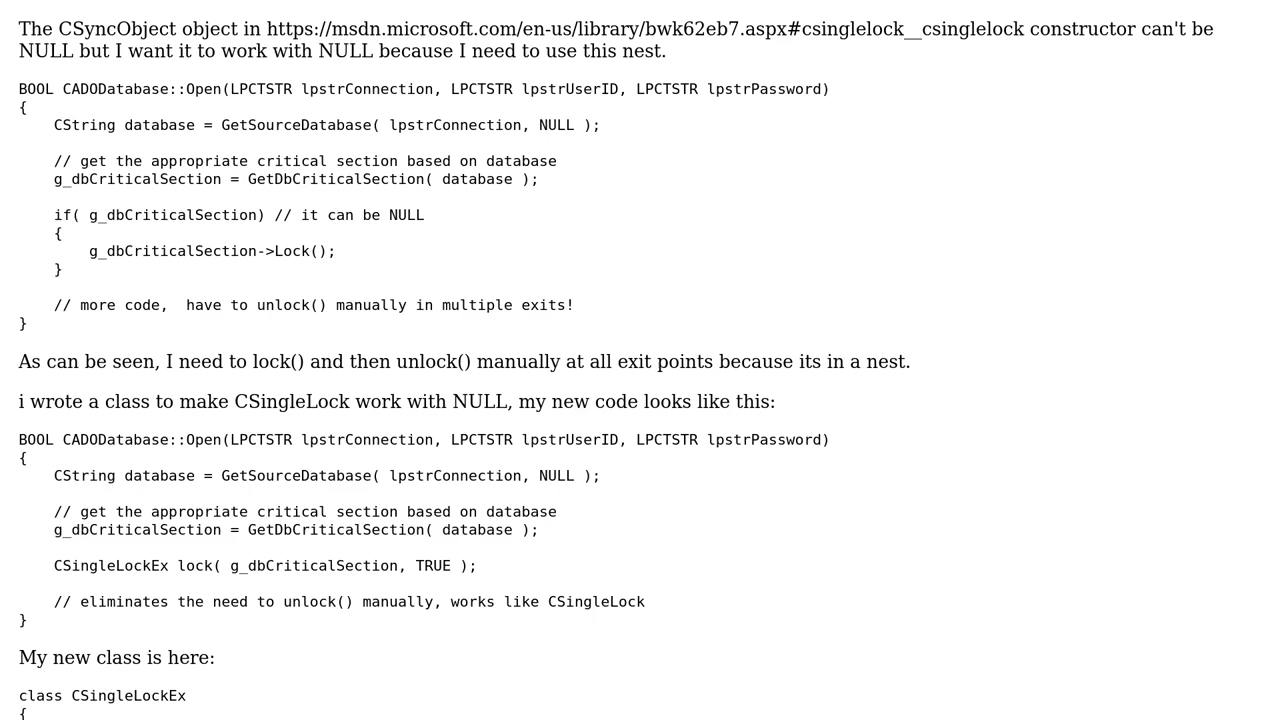 The CSyncObject object in https://msdn.microsoft.com/en-us/library/bwk62eb7.aspx#csinglelock__csinglelock constructor can't be
NULL but I want it to work with NULL because I need to use this nest.
BOOL CADODatabase::Open(LPCTSTR lpstrConnection, LPCTSTR lpstrUserID, LPCTSTR lpstrPassword)
{
    CString database = GetSourceDatabase( lpstrConnection, NULL );
    // get the appropriate critical section based on database
    g_dbCriticalSection = GetDbCriticalSection( database );
    if( g_dbCriticalSection) // it can be NULL
    {
        g_dbCriticalSection->Lock();
    }
    // more code,  have to unlock() manually in multiple exits!
}
As can be seen, I need to lock() and then unlock() manually at all exit points because its in a nest.
i wrote a class to make CSingleLock work with NULL, my new code looks like this:
BOOL CADODatabase::Open(LPCTSTR lpstrConnection, LPCTSTR lpstrUserID, LPCTSTR lpstrPassword)
{
    CString database = GetSourceDatabase( lpstrConnection, NULL );
    // get the appropriate critical section based on database
    g_dbCriticalSection = GetDbCriticalSection( database );
    CSingleLockEx lock( g_dbCriticalSection, TRUE );
    // eliminates the need to unlock() manually, works like CSingleLock
}
My new class is here:
class CSingleLockEx
{